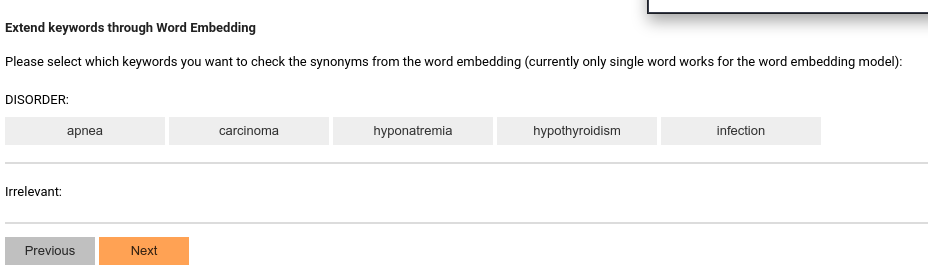 Extend keywords through Word Embedding
Please select which keywords you want to check the synonyms from the word embedding (currently only single word works for the word embedding model):
DISORDER:
apnea carcinoma hyponatremia hypothyroidism infection
Irrelevant:
Previous Next